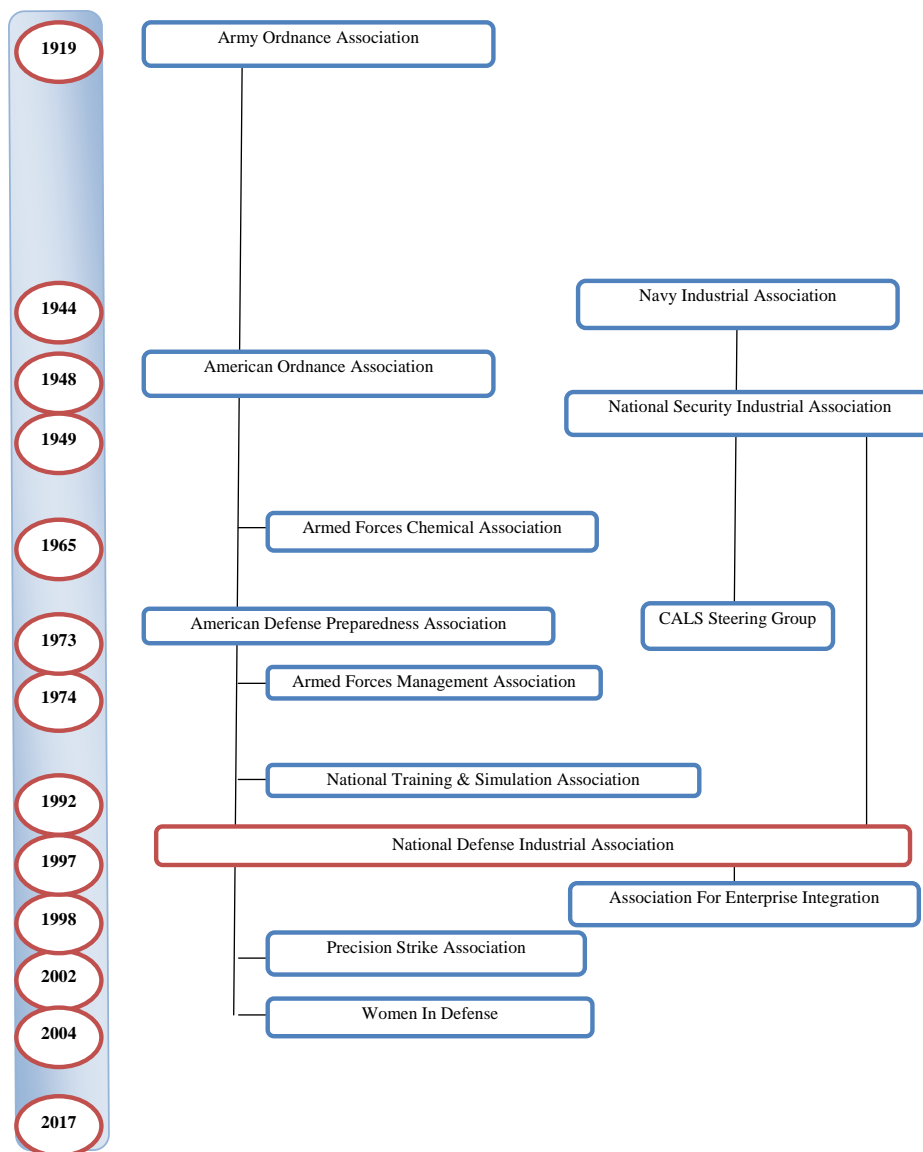 1919
Army Ordnance Association
1944
Navy Industrial Association
1948
American Ordnance Association
National Security Industrial Association
1949
Armed Forces Chemical Association
1965
American Defense Preparedness Association
CALS Steering Group
1973
Armed Forces Management Association
1974
National Training & Simulation Association
1992
National Defense Industrial Association
1997
Association For Enterprise Integration
1998
Precision Strike Association
2002
Women In Defense
2004
2017